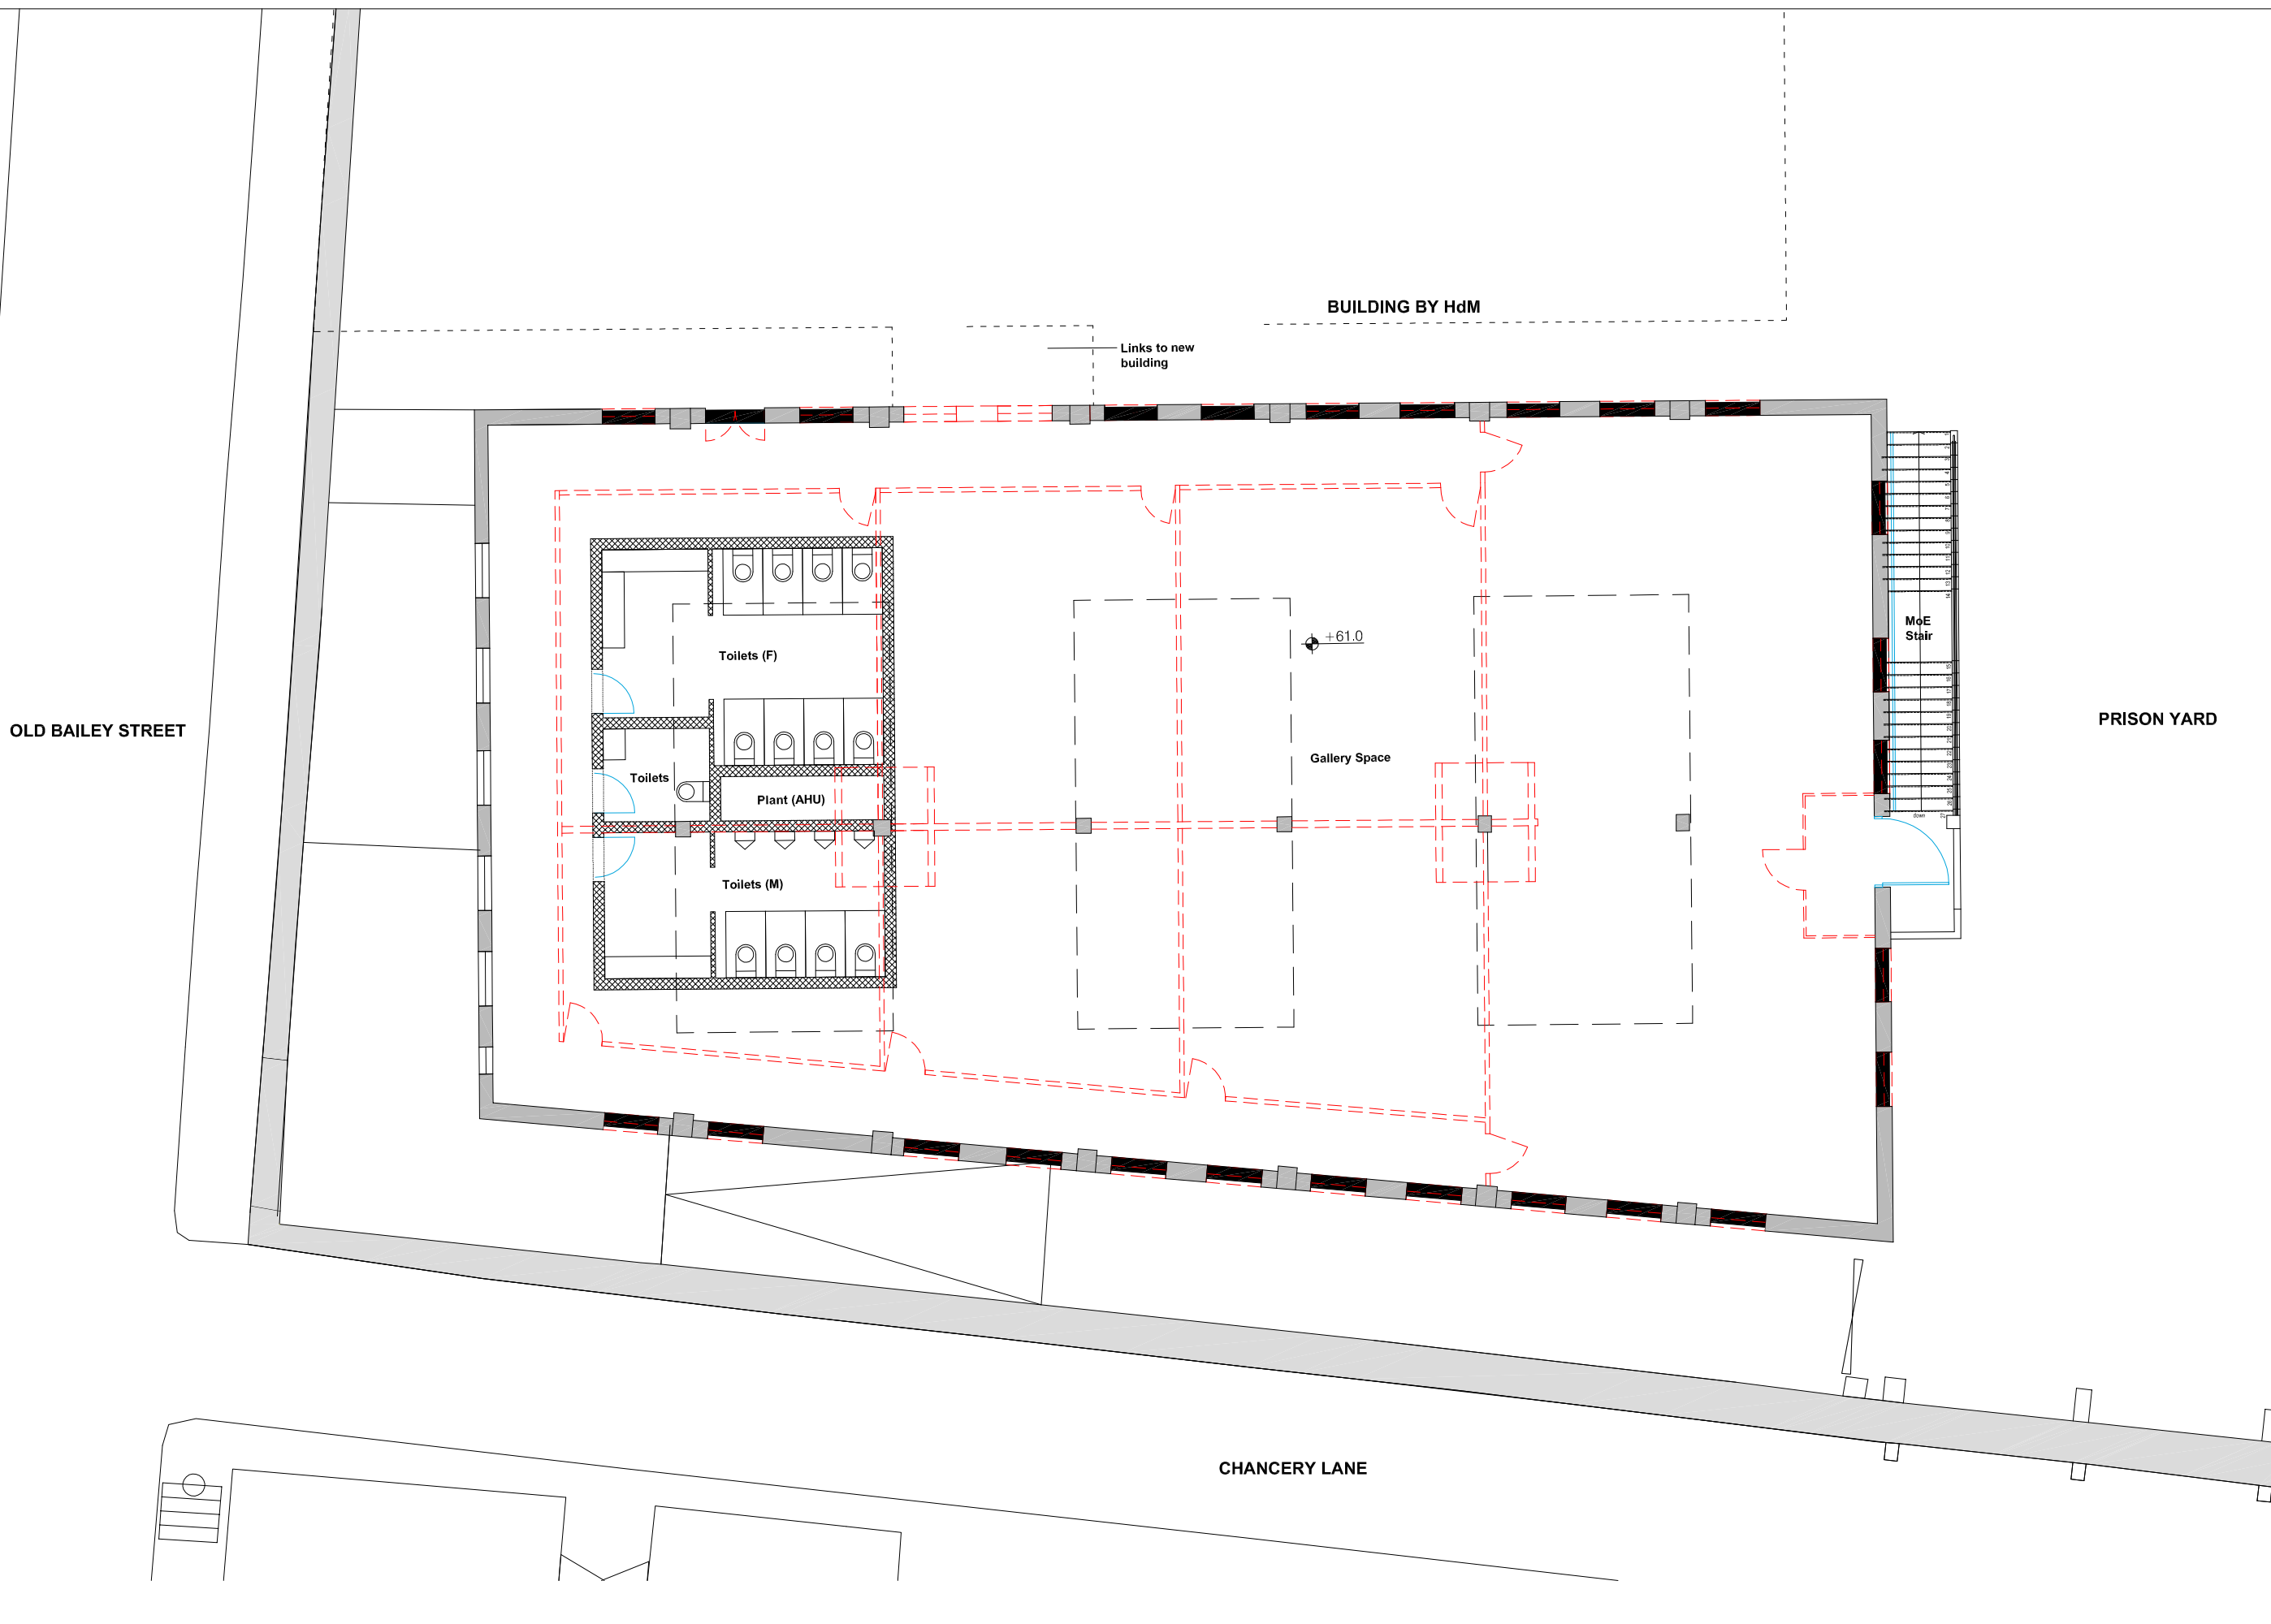 BUILDING BY HdM
Links to new
building
MoE
Stair
+61.0
Toilets (F)
OLD BAILEY STREET
PRISON YARD
Gallery Space
Toilets
Plant (AHU)
down
Toilets (M)
CHANCERY LANE